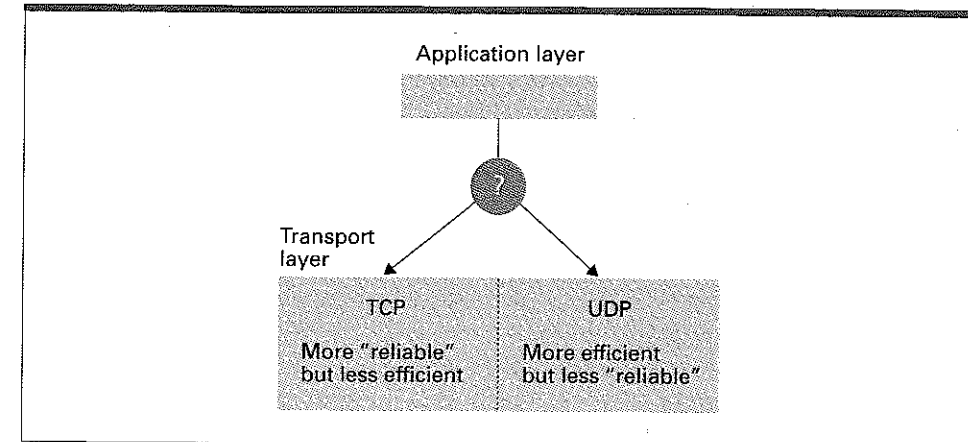 Application layer
?
Transport
layer
TCP
More "reliable"
but less efficient
UDP
More efficient
but less "reliable"